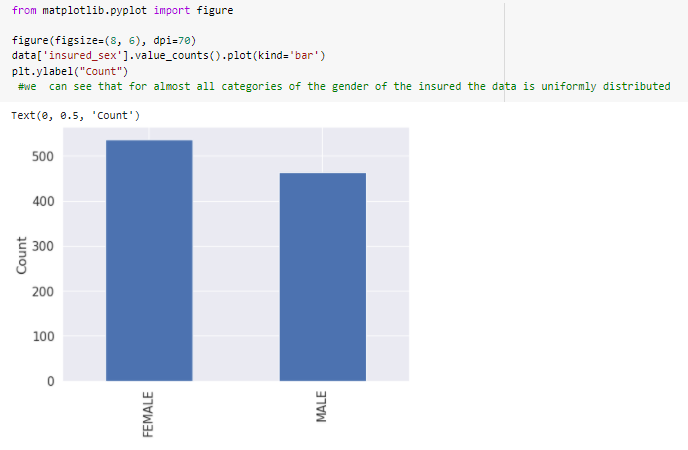 from matplotlib.pyplot import figure
figure(figsize=(8, 6), dpi=70)
data['insured_sex'].value_counts().plot(kind='bar')
plt.ylabel("Count")
#we  can see that for almost all categories of the gender of the insured the data is uniformly distributed
Text(0, 0.5, 'Count')
500
400
300
200
100
0
Count
FEMALE
MALE